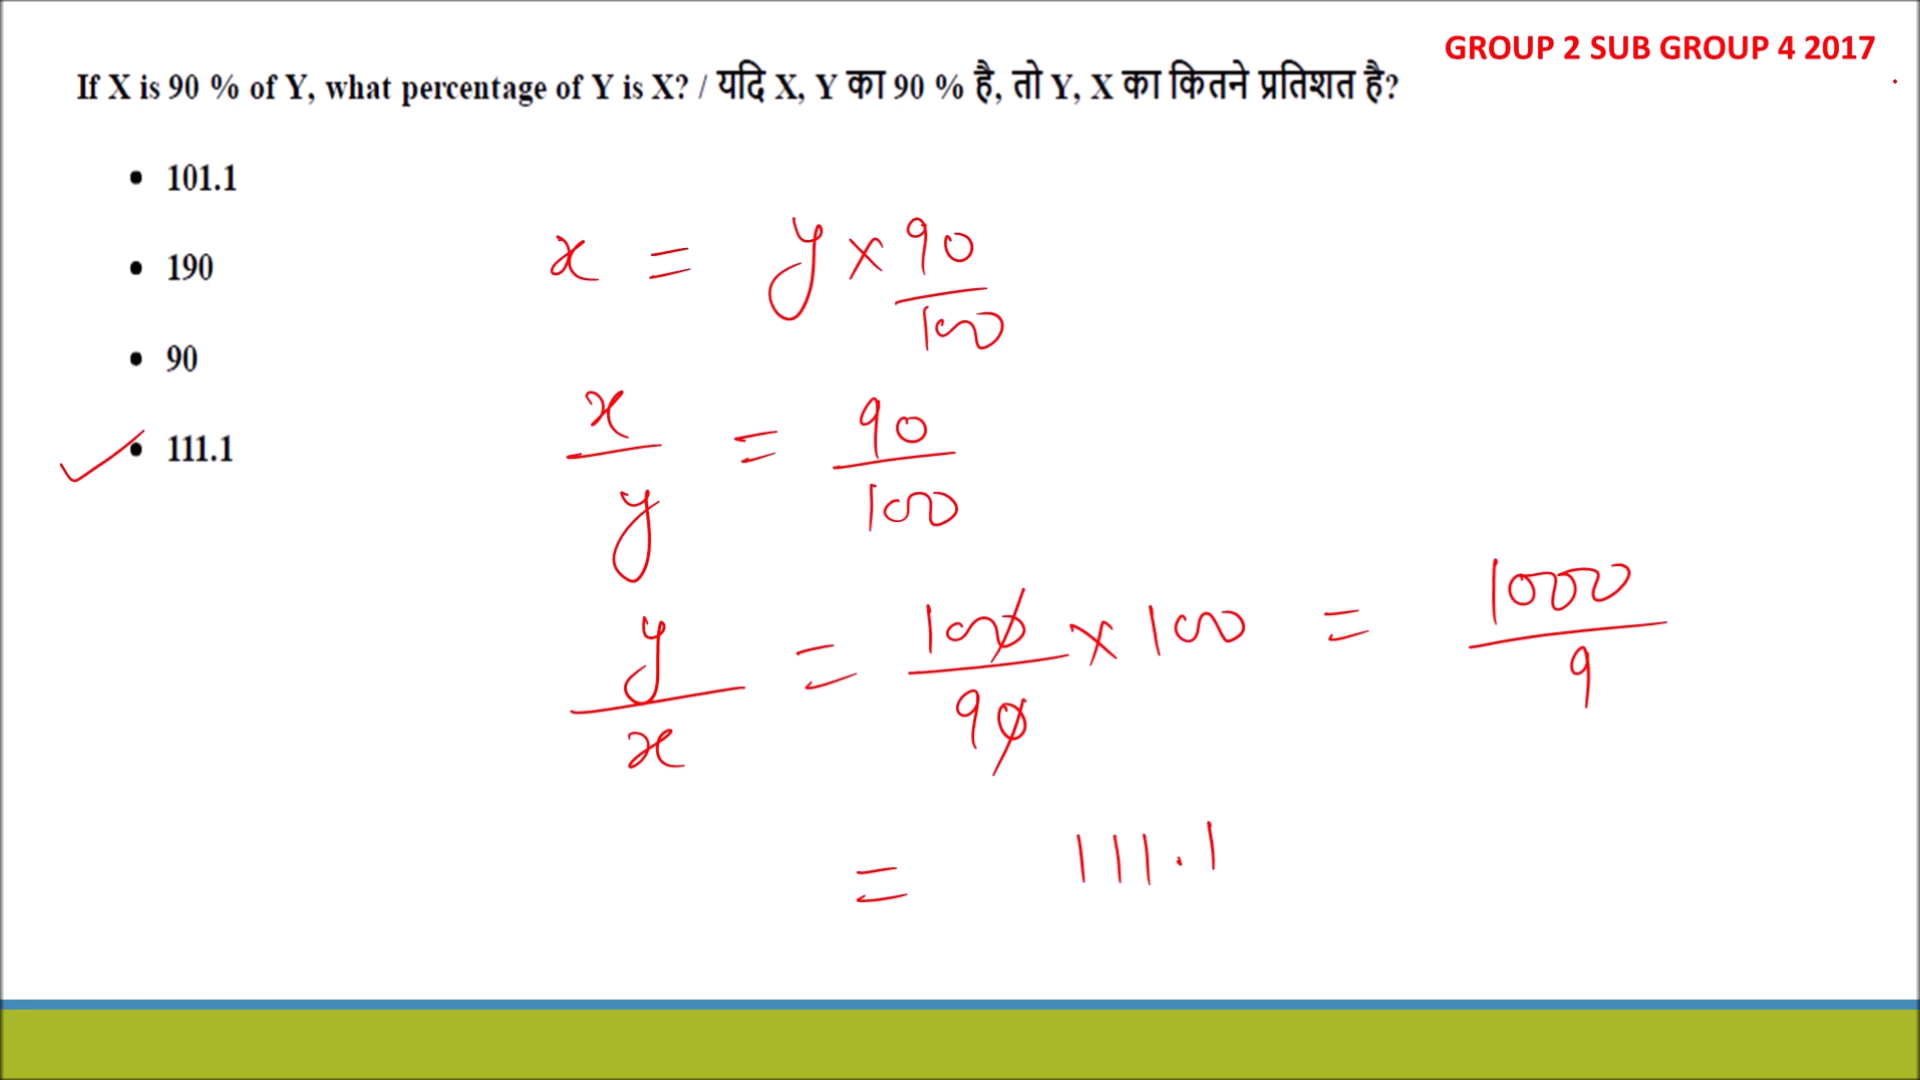 GROUP 2 SUB GROUP 4 2017
If X is 90 % of Y, what percentage of Y is X? / यदि X, Y का 90 % है, तो Y, X का कितने प्रतिशत है?
• 101.1
• 190
• 90
• 111.1
x = y × 90/100
x/y = 90/100
y/x = 100/90 × 100 = 1000/9
= 111.1